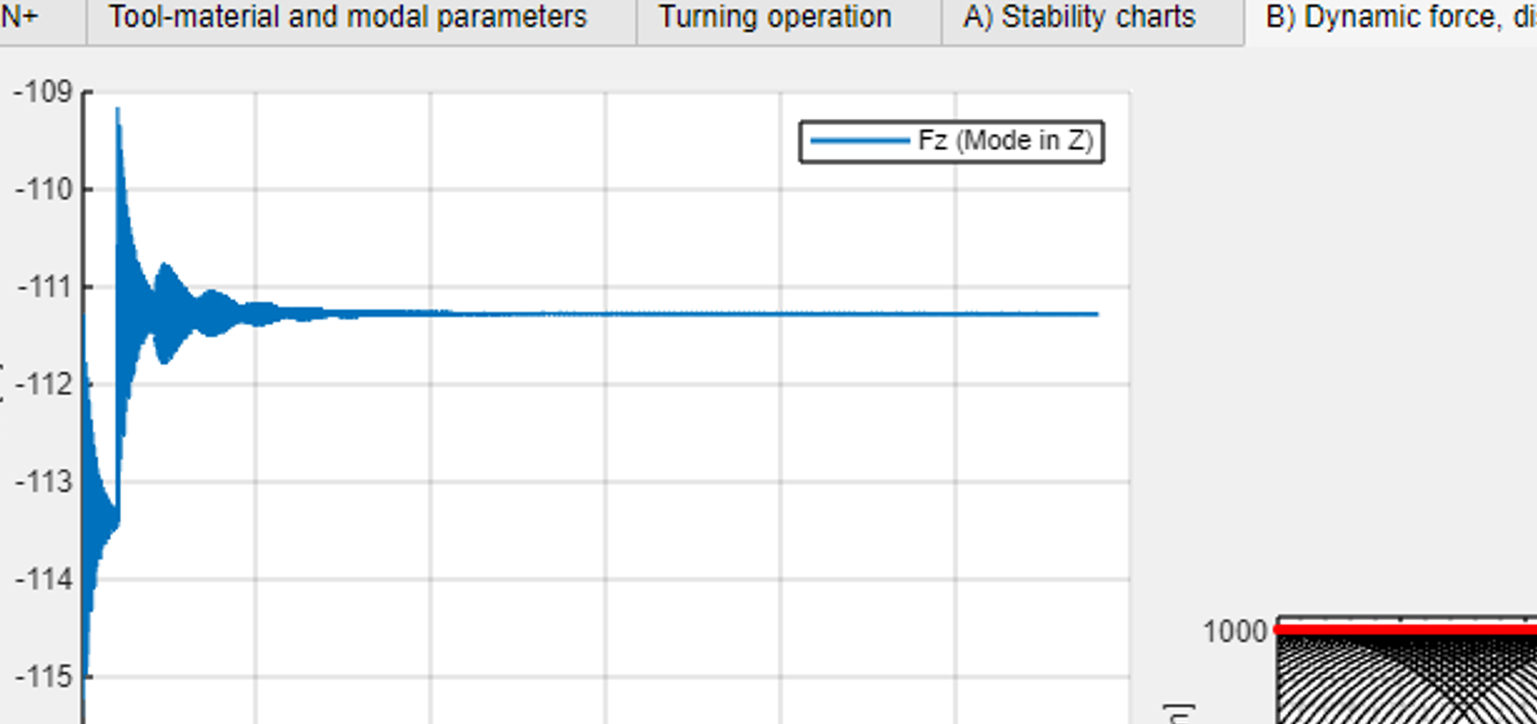 N+
Tool-material and modal parameters
Turning operation
A) Stability charts
B) Dynamic force, di
-109
-110
-111
-112
-113
-114
-115
Fz (Mode in Z)
1000